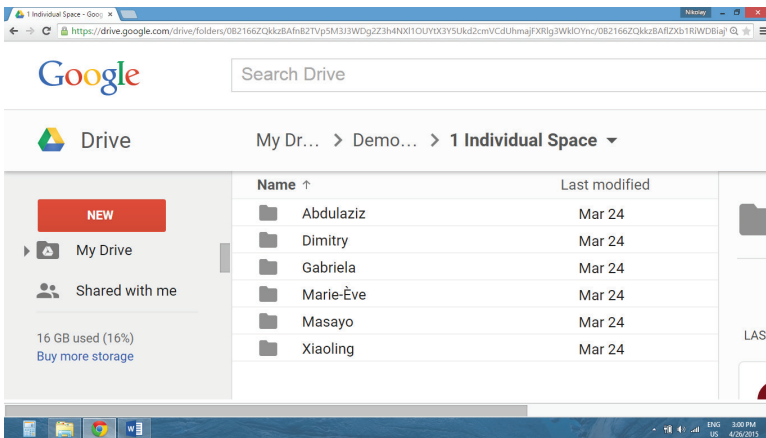 1 Individual Space - Goog
Nikolay
https://drive.google.com/drive/folders/
Google
Search Drive
Drive
My Dr... > Demo... > 1 Individual Space
Name ↑ Last modified
NEW
My Drive
Shared with me
16 GB used (16%)
Buy more storage
Abdulaziz Mar 24
Dimitry Mar 24
Gabriela Mar 24
Marie-Ève Mar 24
Masayo Mar 24
Xiaoling Mar 24
LAS
W
ENG 3:00 PM
US 4/26/2015